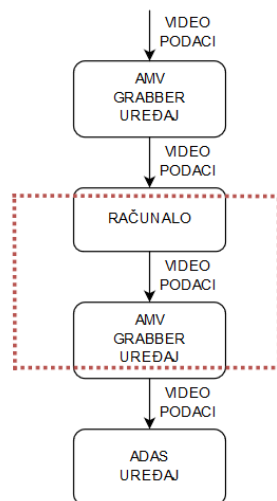 VIDEO
PODACI
AMV
GRABBER
UREĐAJ
VIDEO
PODACI
RAČUNALO
VIDEO
PODACI
AMV
GRABBER
UREĐAJ
VIDEO
PODACI
ADAS
UREĐAJ